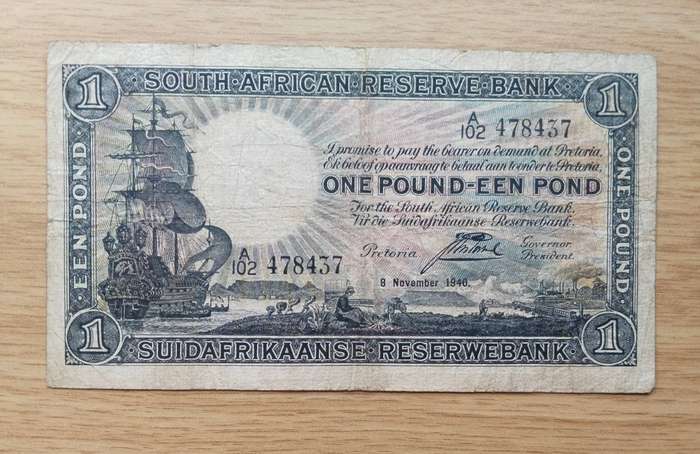 1 · SOUTH·AFRICAN RESERVE·BANK · 1
A/102 478437
I promise to pay the bearer on demand at Pretoria.
Ek beloof op aanvraag te betaal aan toonder te Pretoria.
ONE POUND-EEN POND
For the South African Reserve Bank.
Vir die Suidafrikaanse Reserwebank.
Pretoria
Governor
President.
8 November 1940.
A/102 478437
EEN POND
ONE POUND
1 · SUIDAFRIKAANSE·RESERWEBANK · 1